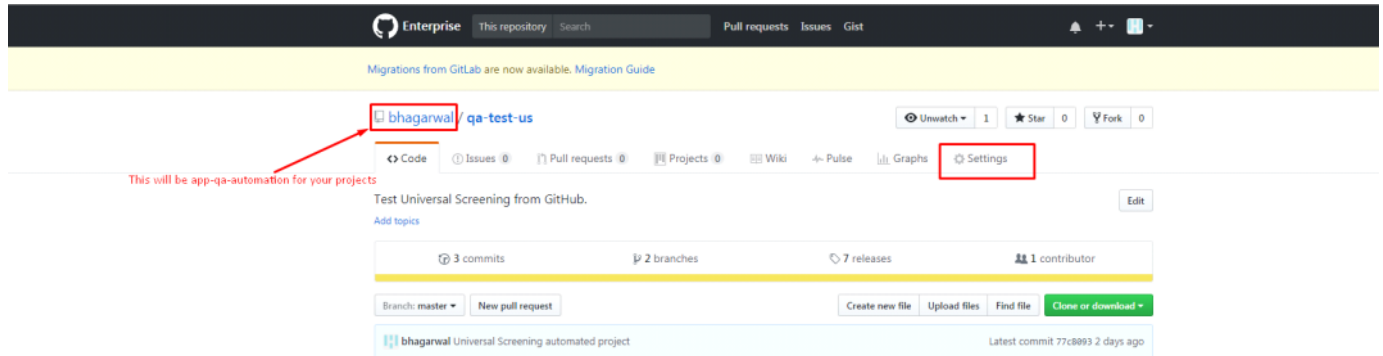 Enterprise This repository Search Pull requests Issues Gist
Migrations from GitLab are now available. Migration Guide
bhagarwal / qa-test-us Unwatch 1 Star 0 Fork 0
Code Issues 0 Pull requests 0 Projects 0 Wiki Pulse Graphs Settings
This will be app-qa-automation for your projects
Test Universal Screening from GitHub. Edit
Add topics
3 commits 2 branches 7 releases 1 contributor
Branch: master New pull request Create new file Upload files Find file Clone or download
bhagarwal Universal Screening automated project Latest commit 77c8093 2 days ago